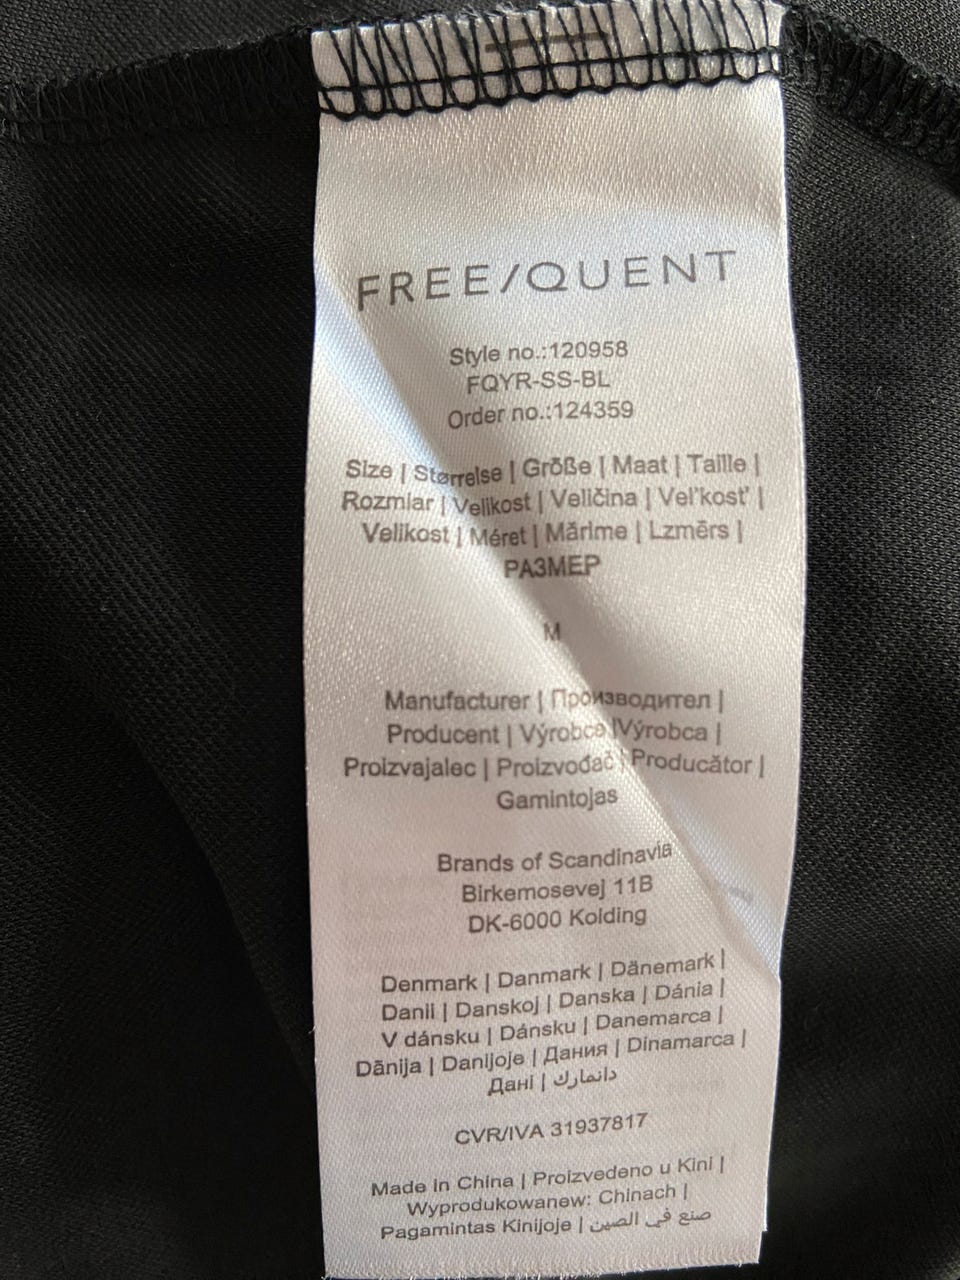 FREE/QUENT
Style no.:120958
FQYR-SS-BL
Order no.:124359
Size | Størrelse | Größe | Maat | Taille |
Rozmiar | Velikost | Veličina | Veľkosť |
Velikost | Méret | Mărime | Lzmērs |
РАЗМЕР
M
Manufacturer | Производител |
Producent | Výrobce |Výrobca |
Proizvajalec | Proizvođač | Producător |
Gamintojas
Brands of Scandinavia
Birkemosevej 11B
DK-6000 Kolding
Denmark | Danmark | Dänemark |
Danii | Danskoj | Danska | Dánia |
V dánsku | Dánsku | Danemarca |
Dānija | Danijoje | Дания | Dinamarca |
Дані | دانمارك
CVR/IVA 31937817
Made in China | Proizvedeno u Kini |
Wyprodukowanew: Chinach |
Pagamintas Kinijoje | صنع في الصين